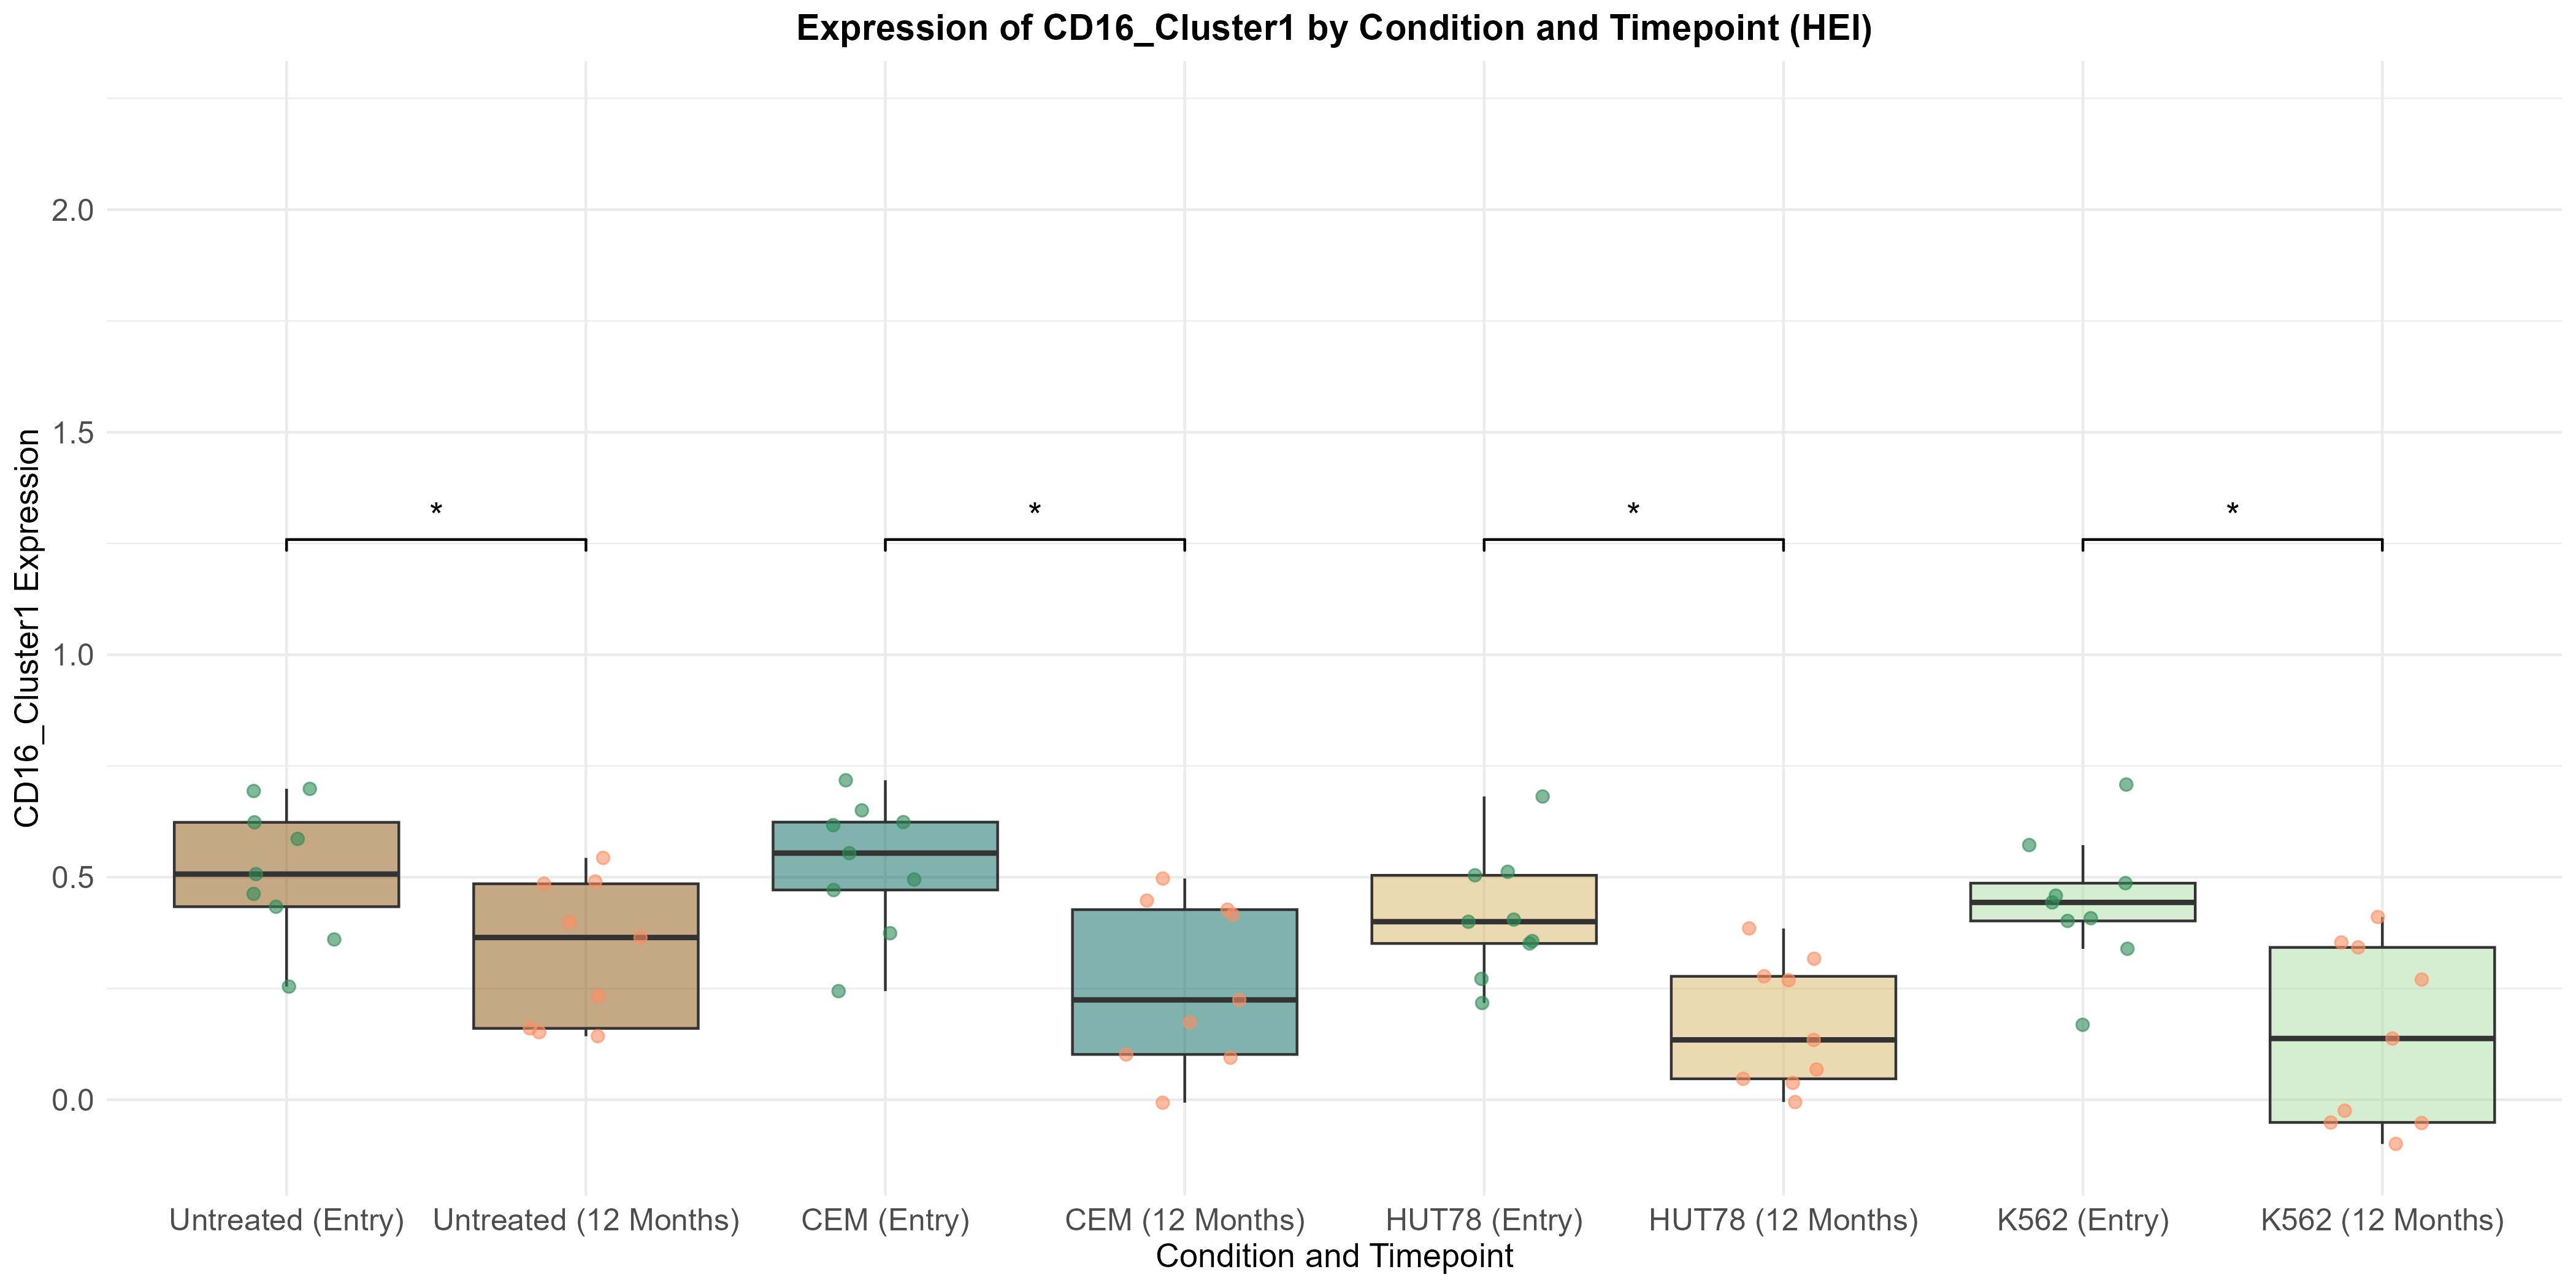 Expression of CD16_Cluster1 by Condition and Timepoint (HEI)
CD16_Cluster1 Expression
2.0
1.5
1.0
0.5
0.0
* * * *
Untreated (Entry) Untreated (12 Months) CEM (Entry) CEM (12 Months) HUT78 (Entry) HUT78 (12 Months) K562 (Entry) K562 (12 Months)
Condition and Timepoint